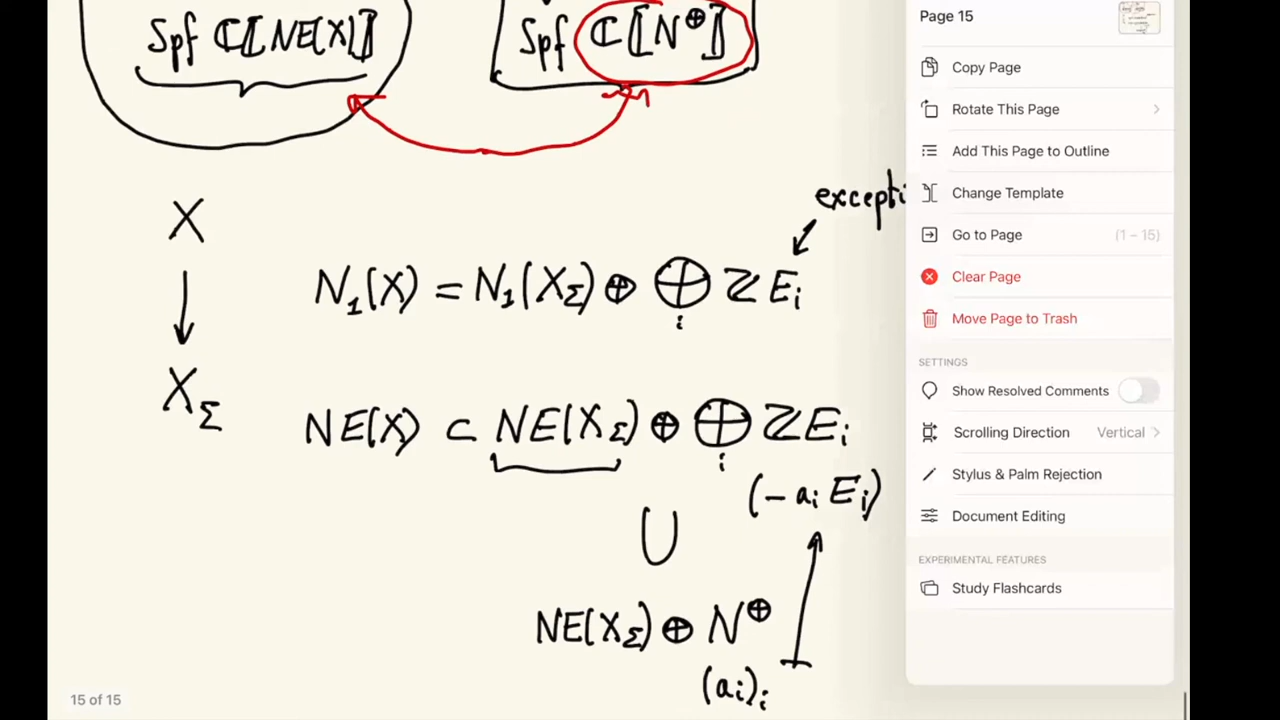 Spf ℂ[[NE(X)]]
Spf ℂ[[N^⊕]]
X
X_Σ
excepti
N_1(X) = N_1(X_Σ) ⊕ ⊕_i ℤ E_i
NE(X) ⊂ NE(X_Σ) ⊕ ⊕_i ℤ E_i
(-a_i E_i)
∪
NE(X_Σ) ⊕ N^⊕
(a_i)_i
15 of 15
Page 15
Copy Page
Rotate This Page
Add This Page to Outline
Change Template
Go to Page (1 – 15)
Clear Page
Move Page to Trash
SETTINGS
Show Resolved Comments
Scrolling Direction Vertical
Stylus & Palm Rejection
Document Editing
EXPERIMENTAL FEATURES
Study Flashcards